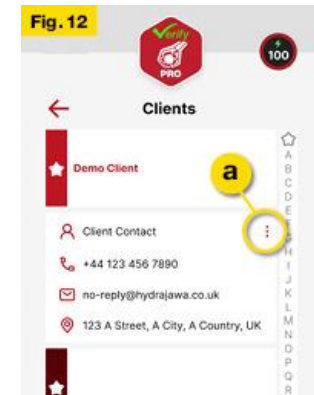 Fig. 12
Verify
PRO
100
Clients
Demo Client
a
Client Contact
+44 123 456 7890
no-reply@hydrajawa.co.uk
123 A Street, A City, A Country, UK
A
B
C
D
E
F
H
I
J
K
L
M
N
O
P
Q
R